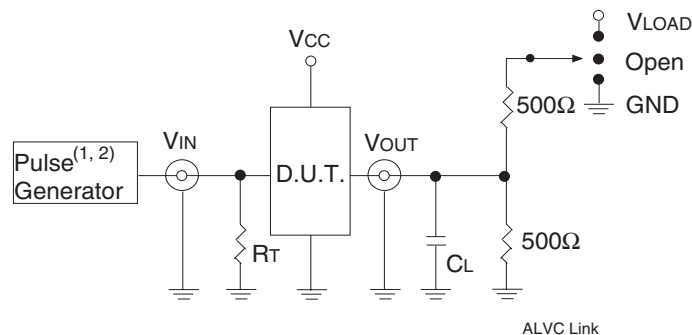 VLOAD
VCC
Open
500Ω
GND
VIN
VOUT
Pulse(1, 2)
Generator
D.U.T.
RT
CL
500Ω
ALVC Link